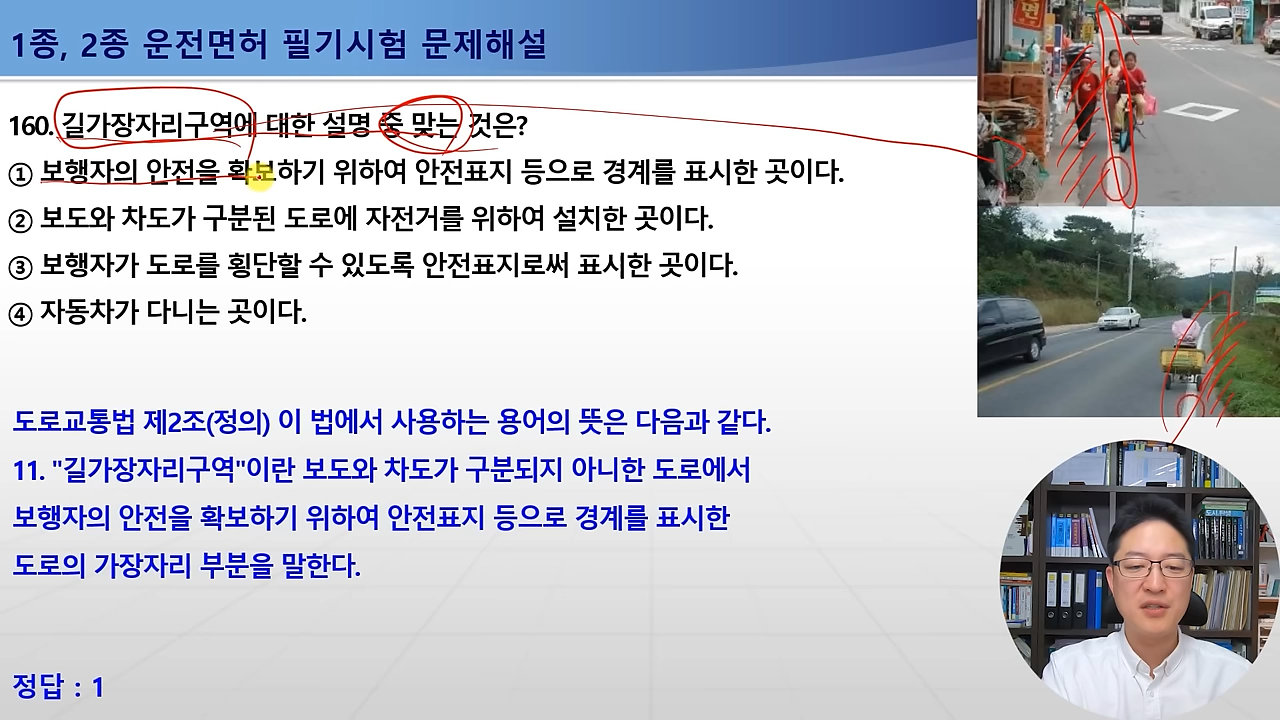 1종, 2종 운전면허 필기시험 문제해설
160. 길가장자리구역에 대한 설명 중 맞는 것은?
① 보행자의 안전을 확보하기 위하여 안전표지 등으로 경계를 표시한 곳이다.
② 보도와 차도가 구분된 도로에 자전거를 위하여 설치한 곳이다.
③ 보행자가 도로를 횡단할 수 있도록 안전표지로써 표시한 곳이다.
④ 자동차가 다니는 곳이다.
도로교통법 제2조(정의) 이 법에서 사용하는 용어의 뜻은 다음과 같다.
11. "길가장자리구역"이란 보도와 차도가 구분되지 아니한 도로에서
보행자의 안전을 확보하기 위하여 안전표지 등으로 경계를 표시한
도로의 가장자리 부분을 말한다.
정답 : 1